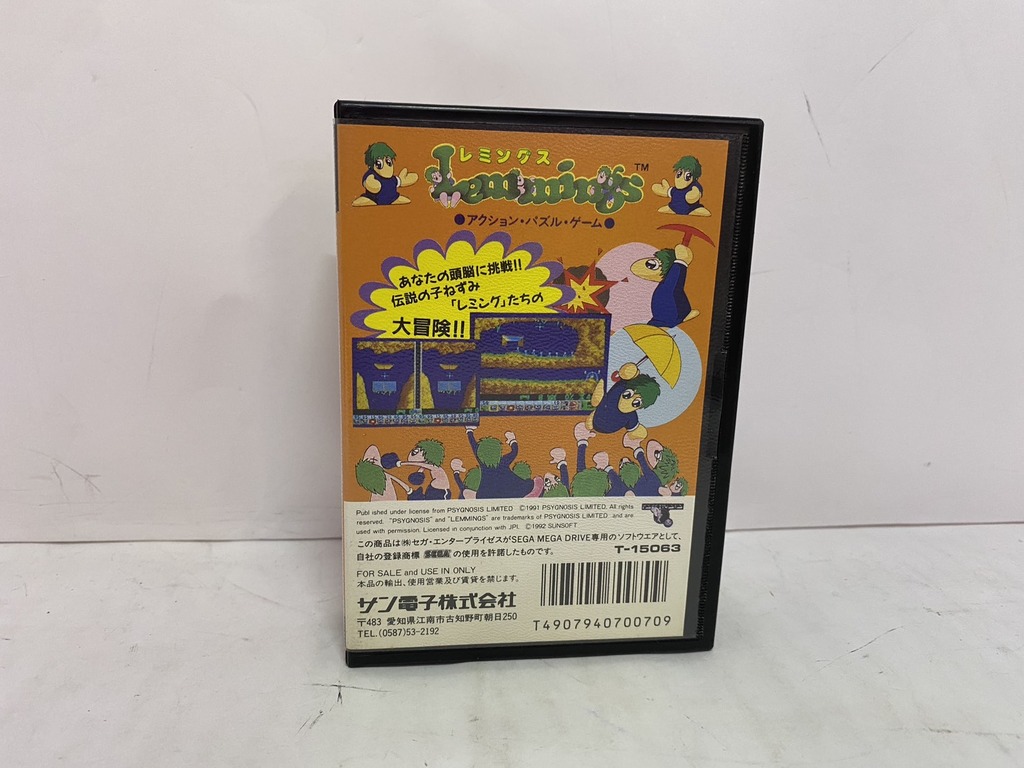 レミングス
Lemmings™
●アクション・パズル・ゲーム●
あなたの頭脳に挑戦!!
伝説の子ねずみ
「レミング」たちの
大冒険!!
Published under license from PSYGNOSIS LIMITED ©1991 PSYGNOSIS LIMITED. All rights
reserved. "PSYGNOSIS" and "LEMMINGS" are trademarks of PSYGNOSIS LIMITED and are
used with permission. Licensed in conjunction with JPI. ©1992 SUNSOFT
この商品は㈱セガ・エンタープライゼスがSEGA MEGA DRIVE専用のソフトウエアとして、
自社の登録商標 SEGA の使用を許諾したものです。
T-15063
FOR SALE and USE IN ONLY
本品の輸出、使用営業及び賃貸を禁じます。
サン電子株式会社
〒483 愛知県江南市古知野町朝日250
TEL.(0587)53-2192
T4907940700709